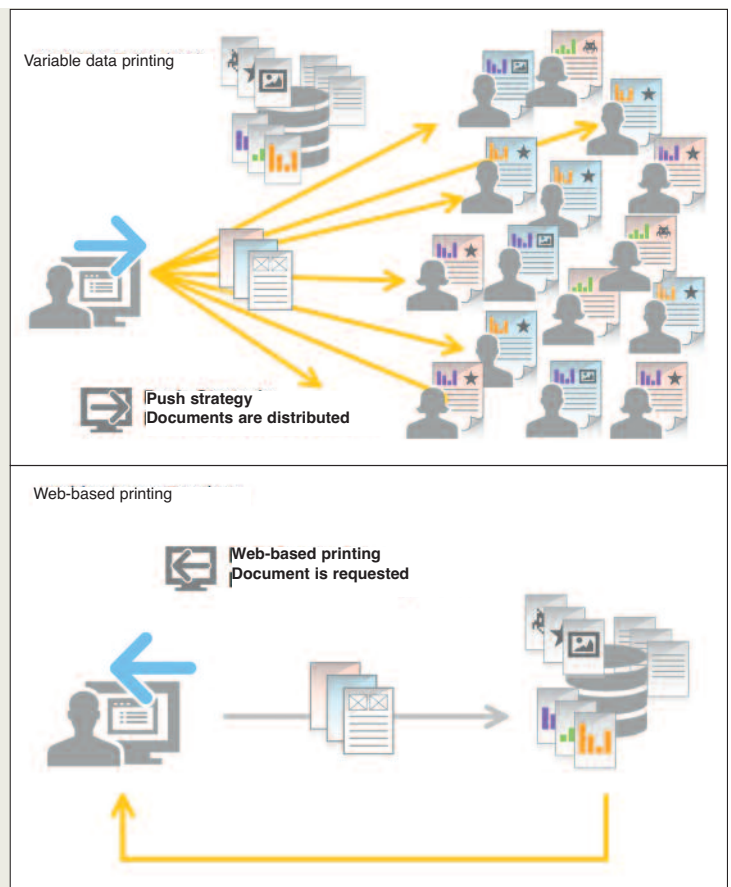 Variable data printing
Push strategy
Documents are distributed
Web-based printing
Web-based printing
Document is requested